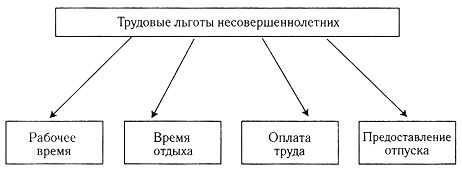 Трудовые льготы несовершеннолетних
Рабочее
время
Время
отдыха
Оплата
труда
Предоставление
отпуска